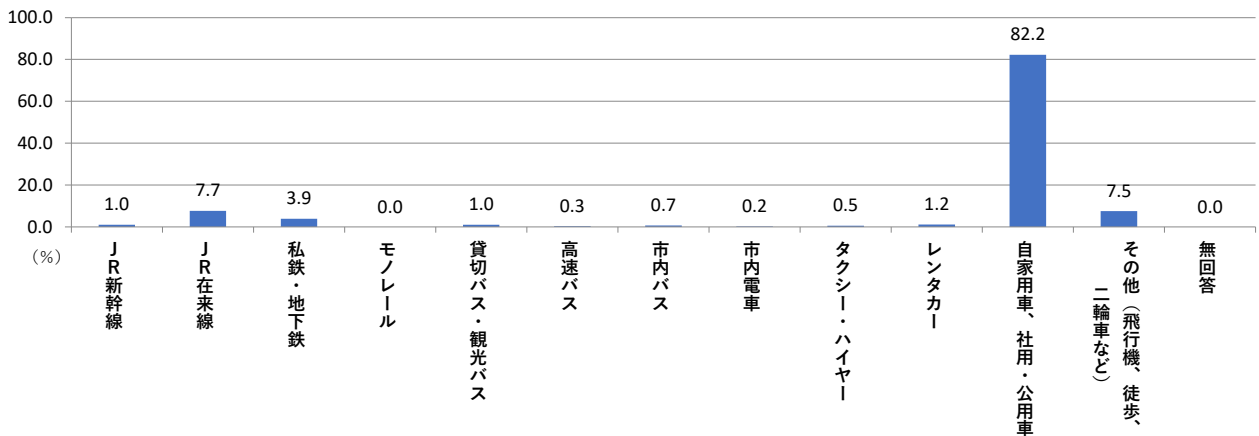 100.0
80.0
60.0
40.0
20.0
0.0
（%）
1.0
7.7
3.9
0.0
1.0
0.3
0.7
0.2
0.5
1.2
82.2
7.5
0.0
ＪＲ新幹線
ＪＲ在来線
私鉄・地下鉄
モノレール
貸切バス・観光バス
高速バス
市内バス
市内電車
タクシー・ハイヤー
レンタカー
自家用車、社用・公用車
その他（飛行機、徒歩、
二輪車など）
無回答